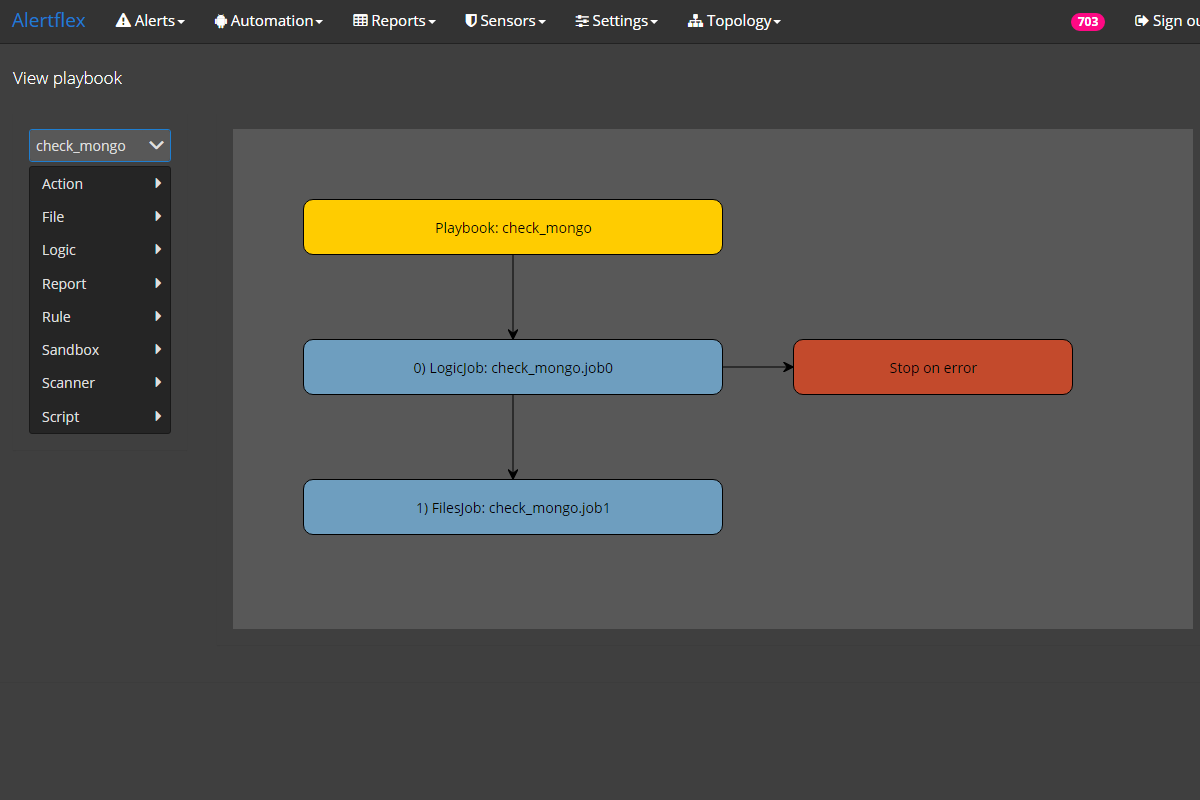 Alertflex Alerts Automation Reports Sensors Settings Topology 703 Sign ou
View playbook
check_mongo
Action
File
Logic
Report
Rule
Sandbox
Scanner
Script
Playbook: check_mongo
0) LogicJob: check_mongo.job0
Stop on error
1) FilesJob: check_mongo.job1